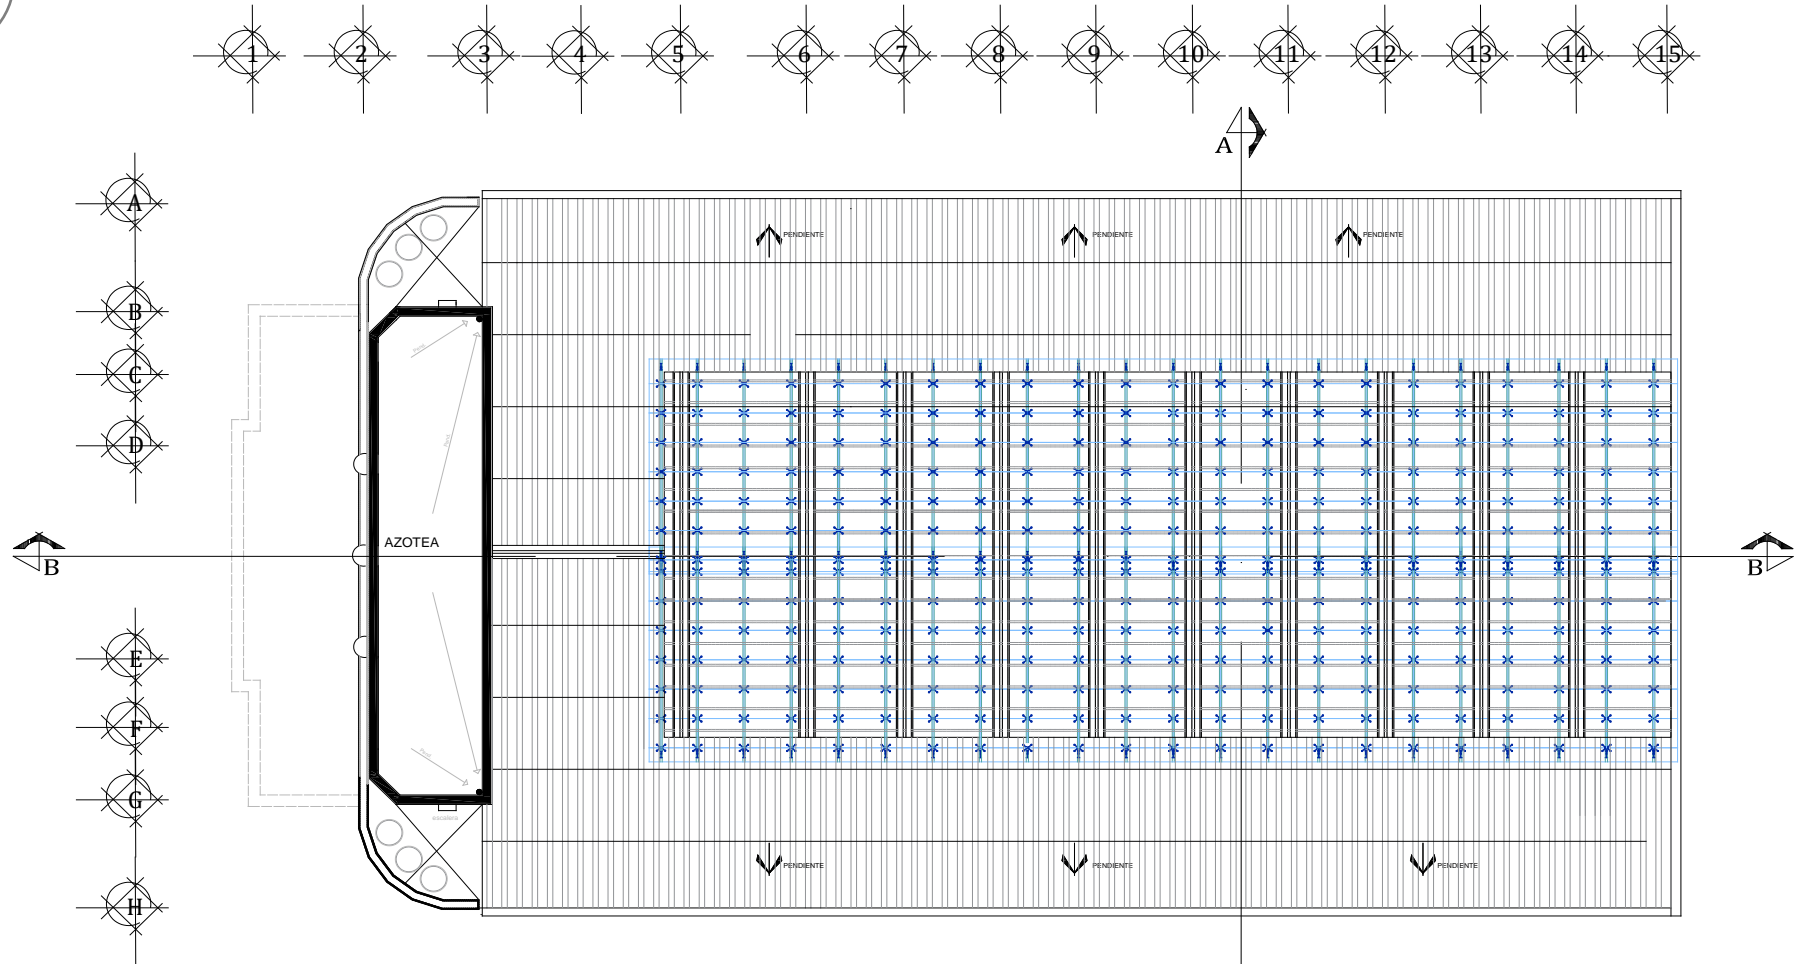 1 2 3 4 5 6 7 8 9 10 11 12 13 14 15
A
A
PENDIENTE PENDIENTE PENDIENTE
B
C
D
AZOTEA
B B
E
F
G
escalera
PENDIENTE PENDIENTE PENDIENTE
H